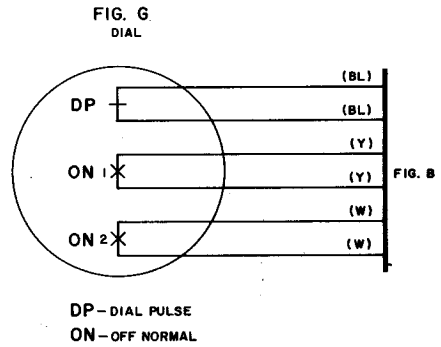 FIG. G
DIAL
(BL)
DP
(BL)
(Y)
ON 1
(Y)
FIG. B
(W)
ON 2
(W)
DP-DIAL PULSE
ON-OFF NORMAL